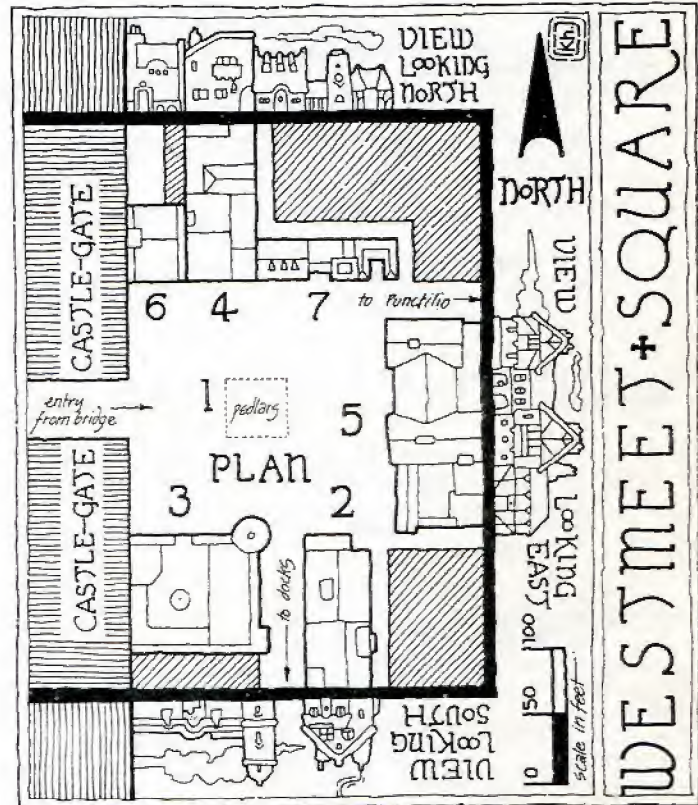 VIEW
LOOKING
NORTH
Kh.
NORTH
WESTMEET + SQUARE
CASTLE-GATE
6
4
7
to Punctilio
VIEW
LOOKING
EAST
entry
from bridge
1
pedlars
5
PLAN
CASTLE-GATE
3
2
to docks
VIEW
LOOKING
SOUTH
0
50
100
scale in feet